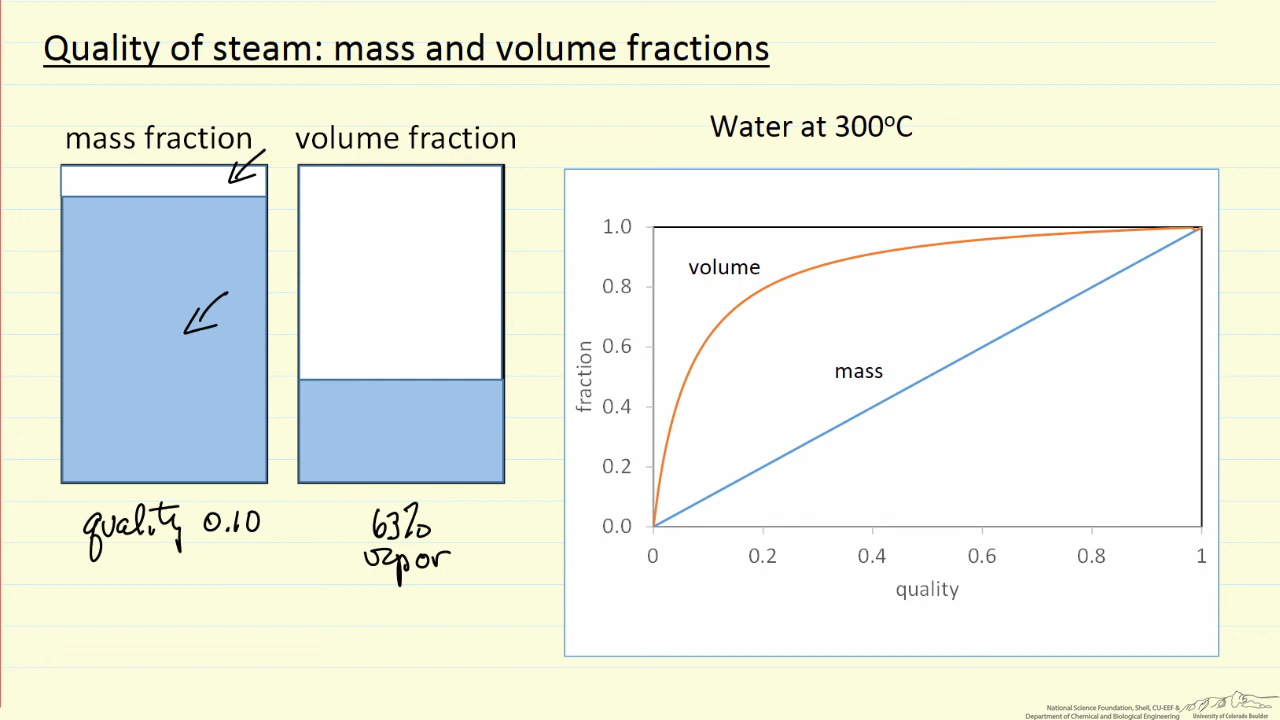 Quality of steam: mass and volume fractions
mass fraction
volume fraction
quality 0.10
63%
vapor
Water at 300°C
1.0
0.8
0.6
0.4
0.2
0.0
fraction
volume
mass
0 0.2 0.4 0.6 0.8 1
quality
National Science Foundation, Shell, CU-EEF &
Department of Chemical and Biological Engineering
University of Colorado Boulder